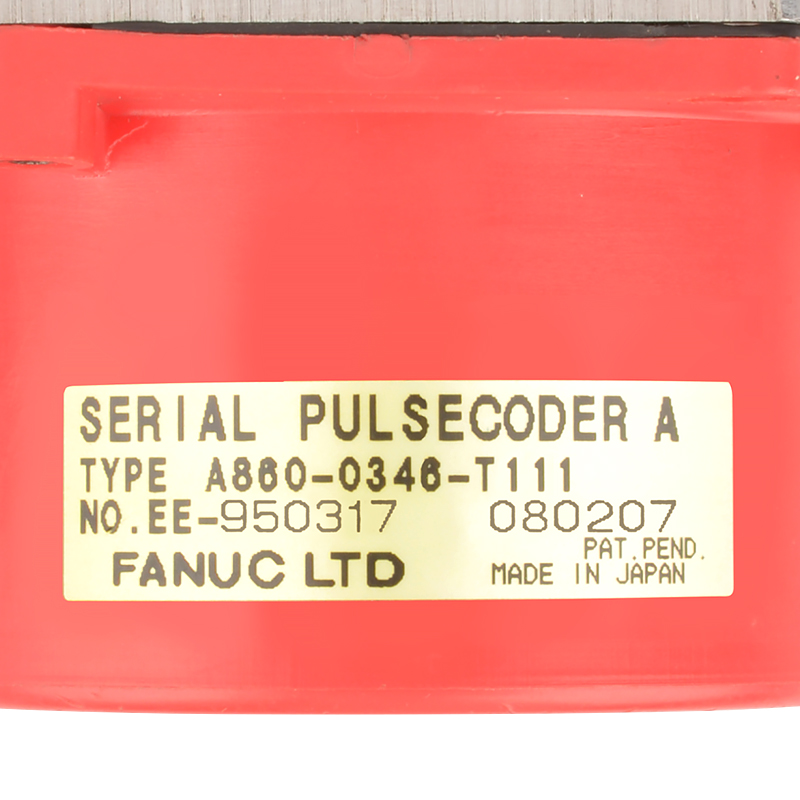 SERIAL PULSECODER A
TYPE A860-0346-T111
NO.EE-950317 080207
PAT.PEND.
FANUC LTD MADE IN JAPAN